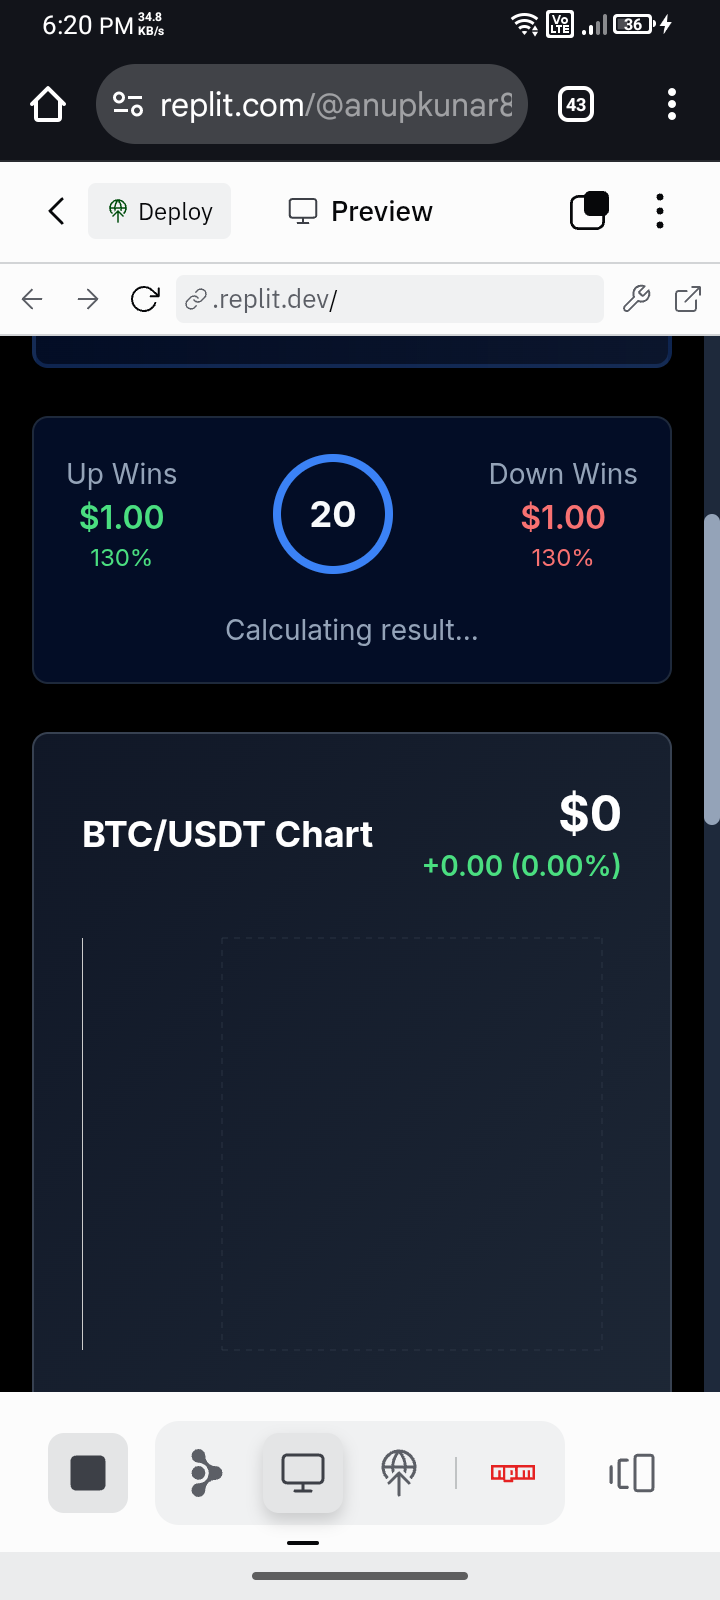 6:20 PM 34.8 KB/s Vo LTE 36
replit.com/@anupkunar8 43
Deploy Preview
.replit.dev/
Up Wins 20 Down Wins
$1.00 $1.00
130% 130%
Calculating result...
BTC/USDT Chart $0
+0.00 (0.00%)